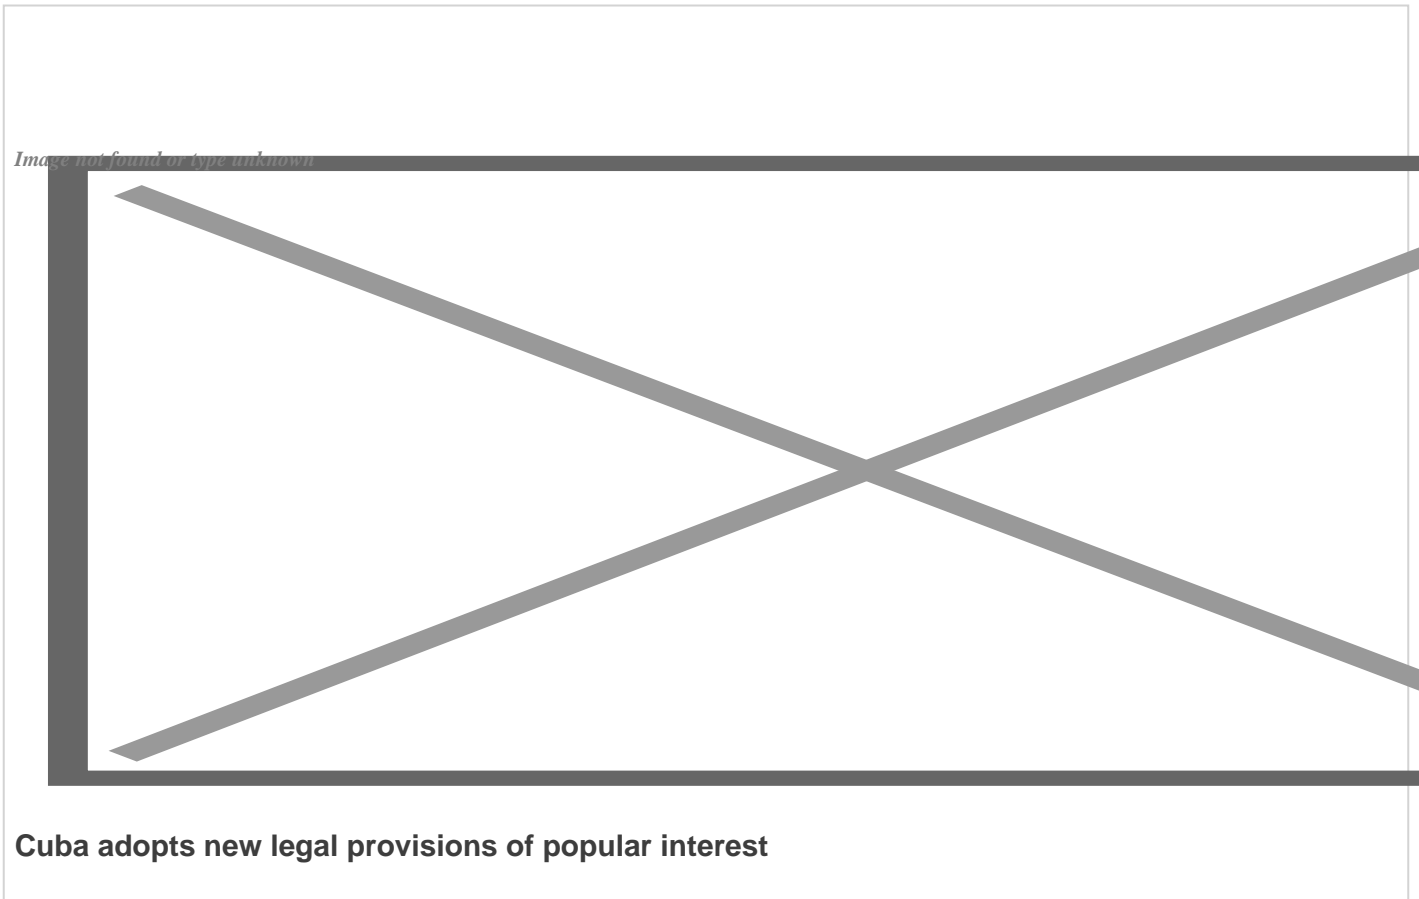 Image not found or type unknown
Cuba adopts new legal provisions of popular interest